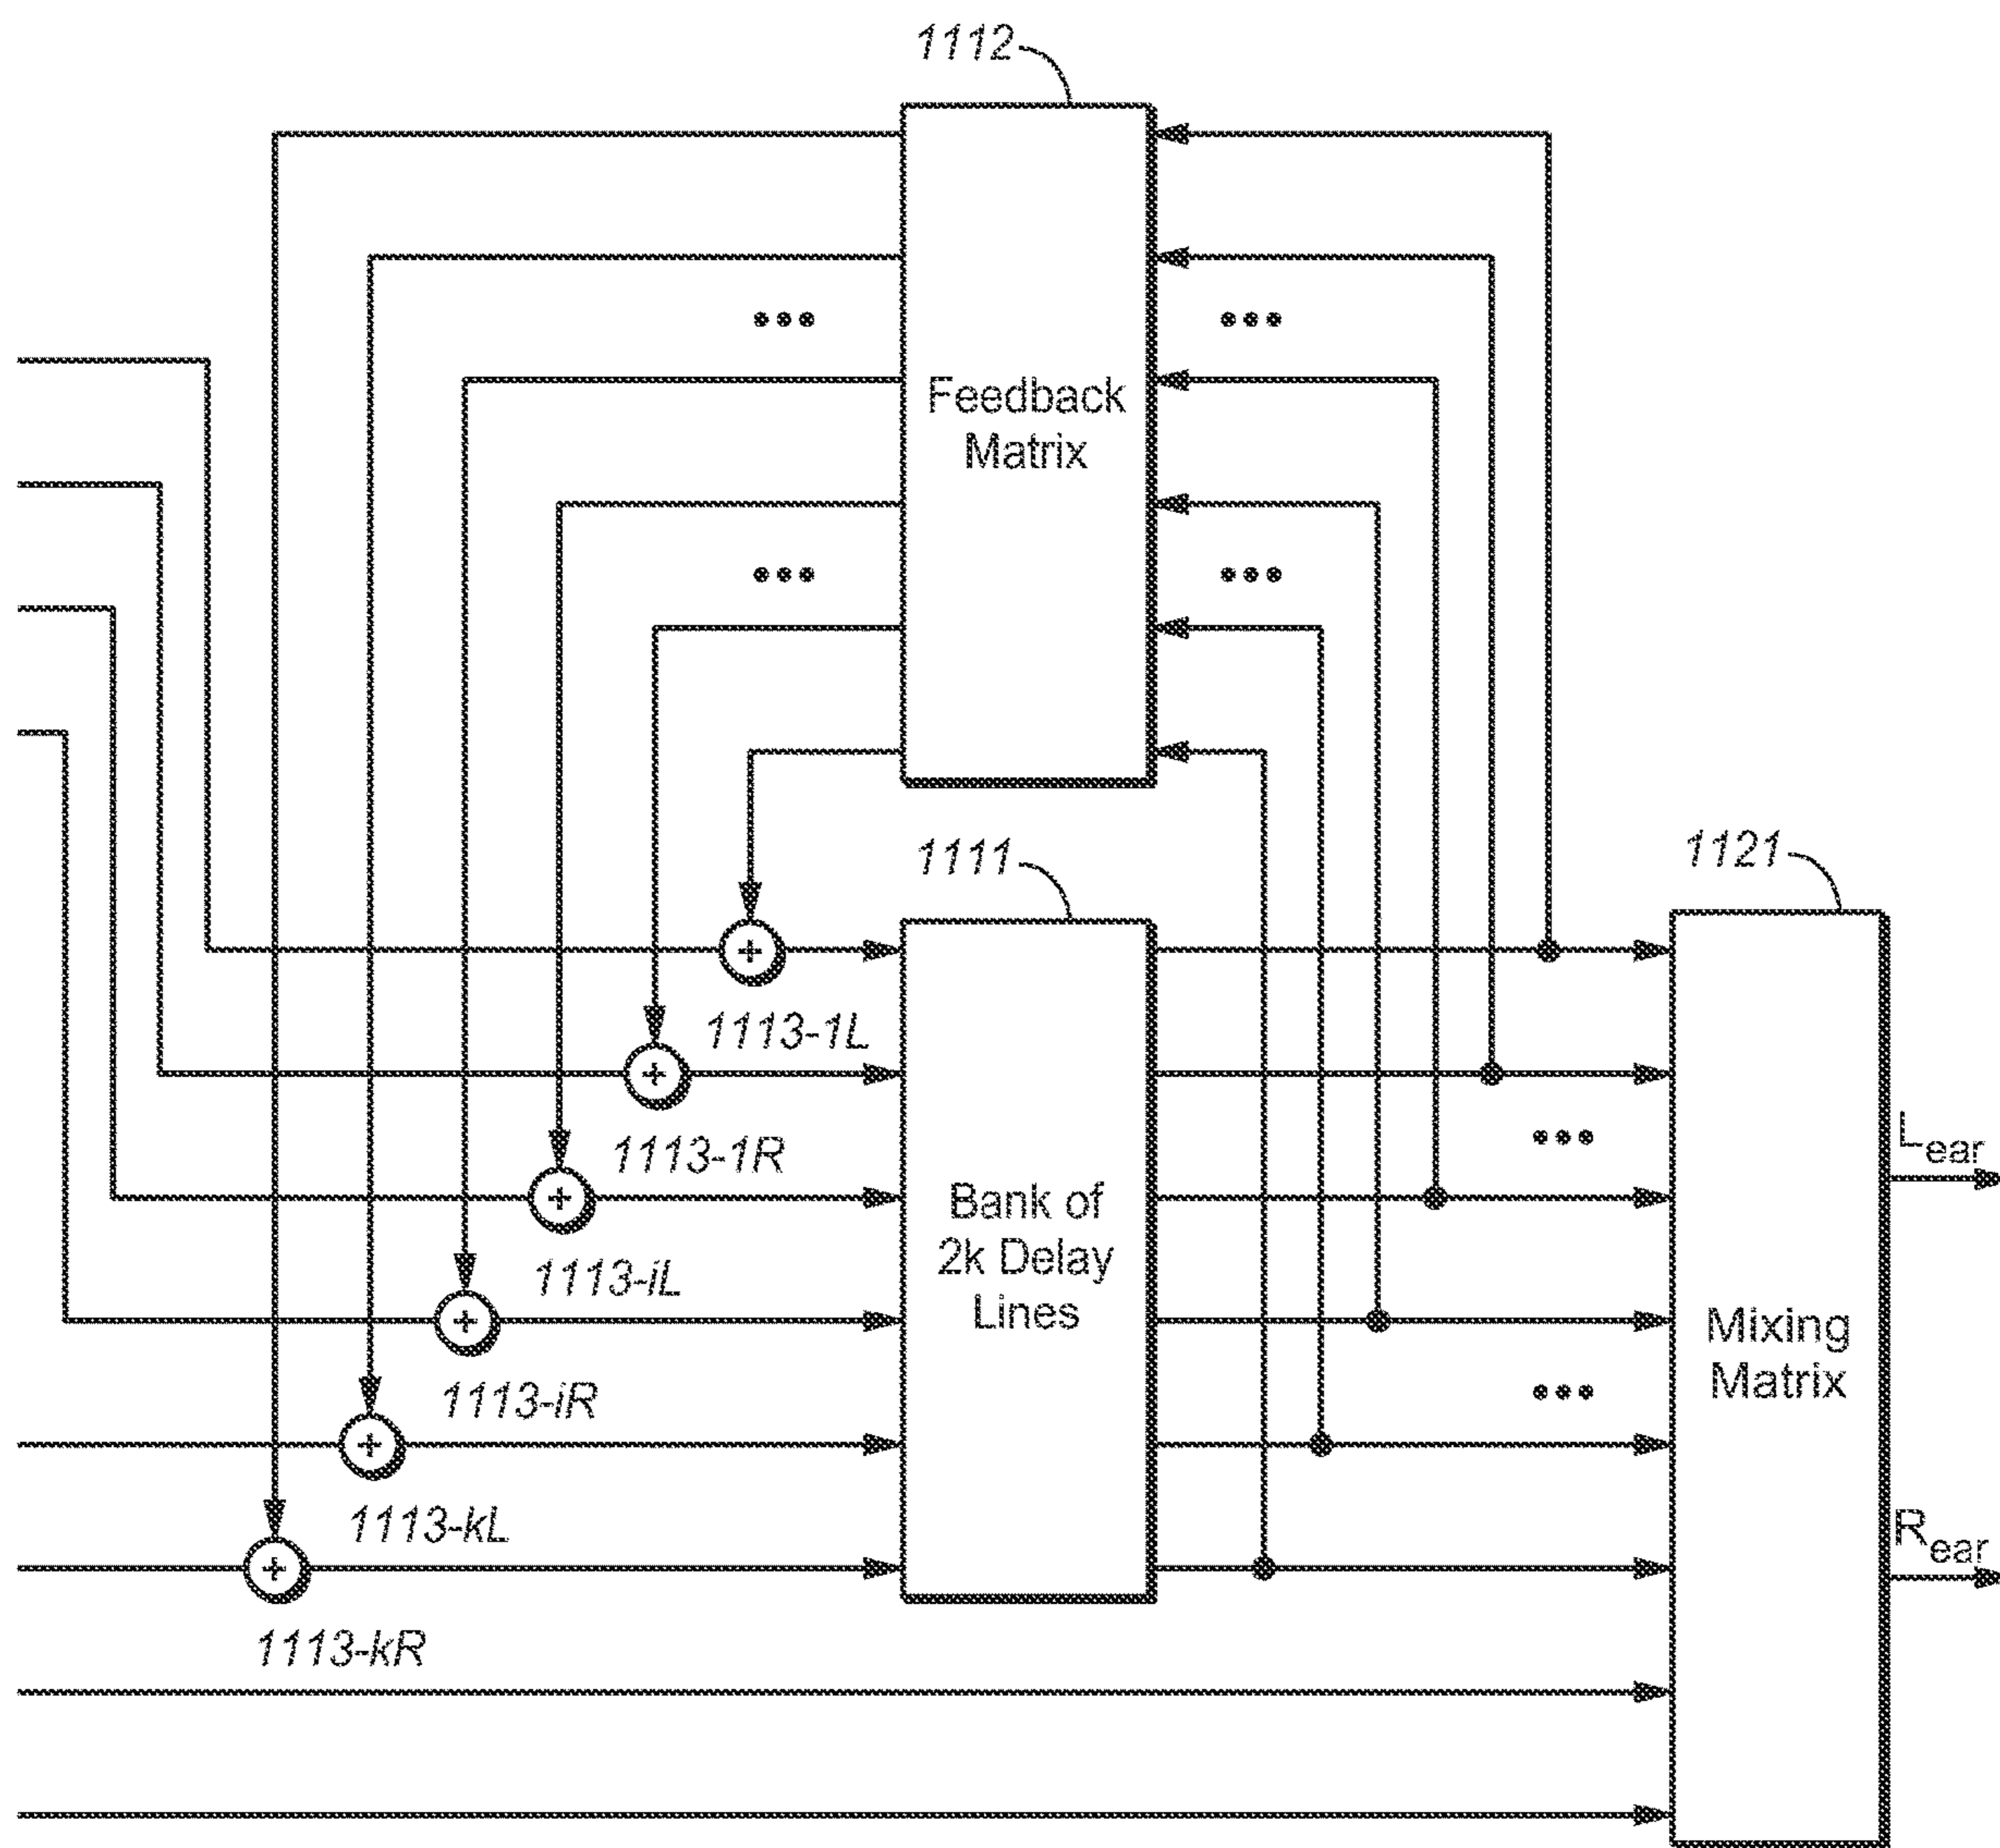 1112
Feedback
Matrix
1111
1121
1113-1L
1113-1R
1113-iL
1113-iR
1113-kL
1113-kR
Bank of
2k Delay
Lines
Mixing
Matrix
Lear
Rear